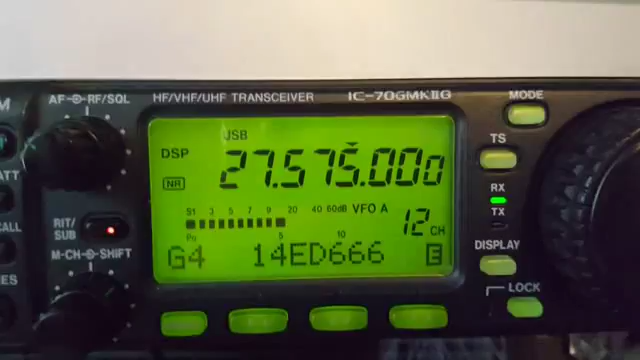 AF RF/SQL HF/VHF/UHF TRANSCEIVER IC-706MKIIG MODE
USB
DSP 27.575.000 TS
NR
ATT RX
S1 3 5 7 9 20 40 60dB VFO A TX
RIT/SUB 12 CH
Po 5 10
CALL
M-CH SHIFT G4 14ED666 E DISPLAY
LOCK